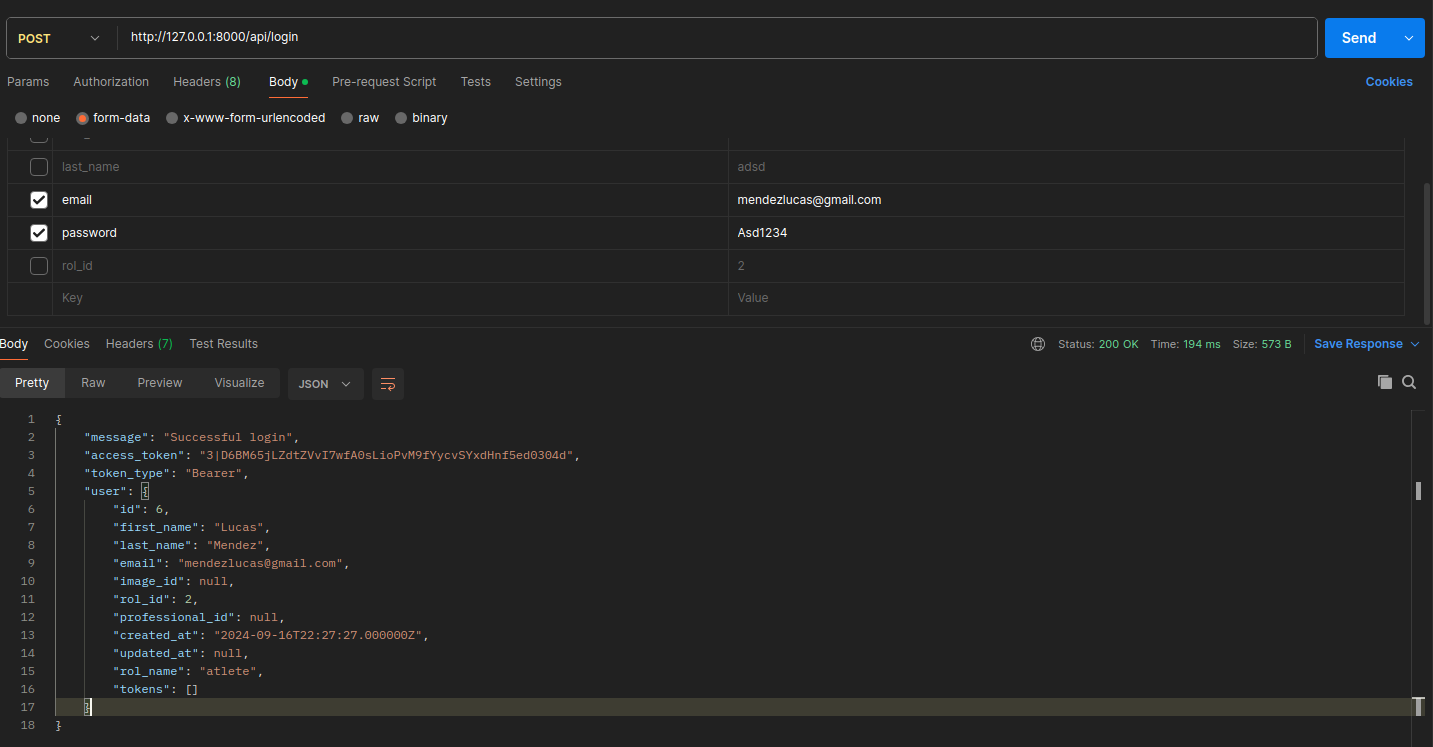 POST http://127.0.0.1:8000/api/login Send
Params Authorization Headers (8) Body Pre-request Script Tests Settings Cookies
none form-data x-www-form-urlencoded raw binary
last_name adsd
email mendezlucas@gmail.com
password Asd1234
rol_id 2
Key Value
Body Cookies Headers (7) Test Results Status: 200 OK Time: 194 ms Size: 573 B Save Response
Pretty Raw Preview Visualize JSON
1 {
2 "message": "Successful login",
3 "access_token": "3|D6BM65jLZdtZVvI7wfA0sLioPvM9fYycvSYxdHnf5ed0304d",
4 "token_type": "Bearer",
5 "user": {
6 "id": 6,
7 "first_name": "Lucas",
8 "last_name": "Mendez",
9 "email": "mendezlucas@gmail.com",
10 "image_id": null,
11 "rol_id": 2,
12 "professional_id": null,
13 "created_at": "2024-09-16T22:27:27.000000Z",
14 "updated_at": null,
15 "rol_name": "atlete",
16 "tokens": []
17 }
18 }